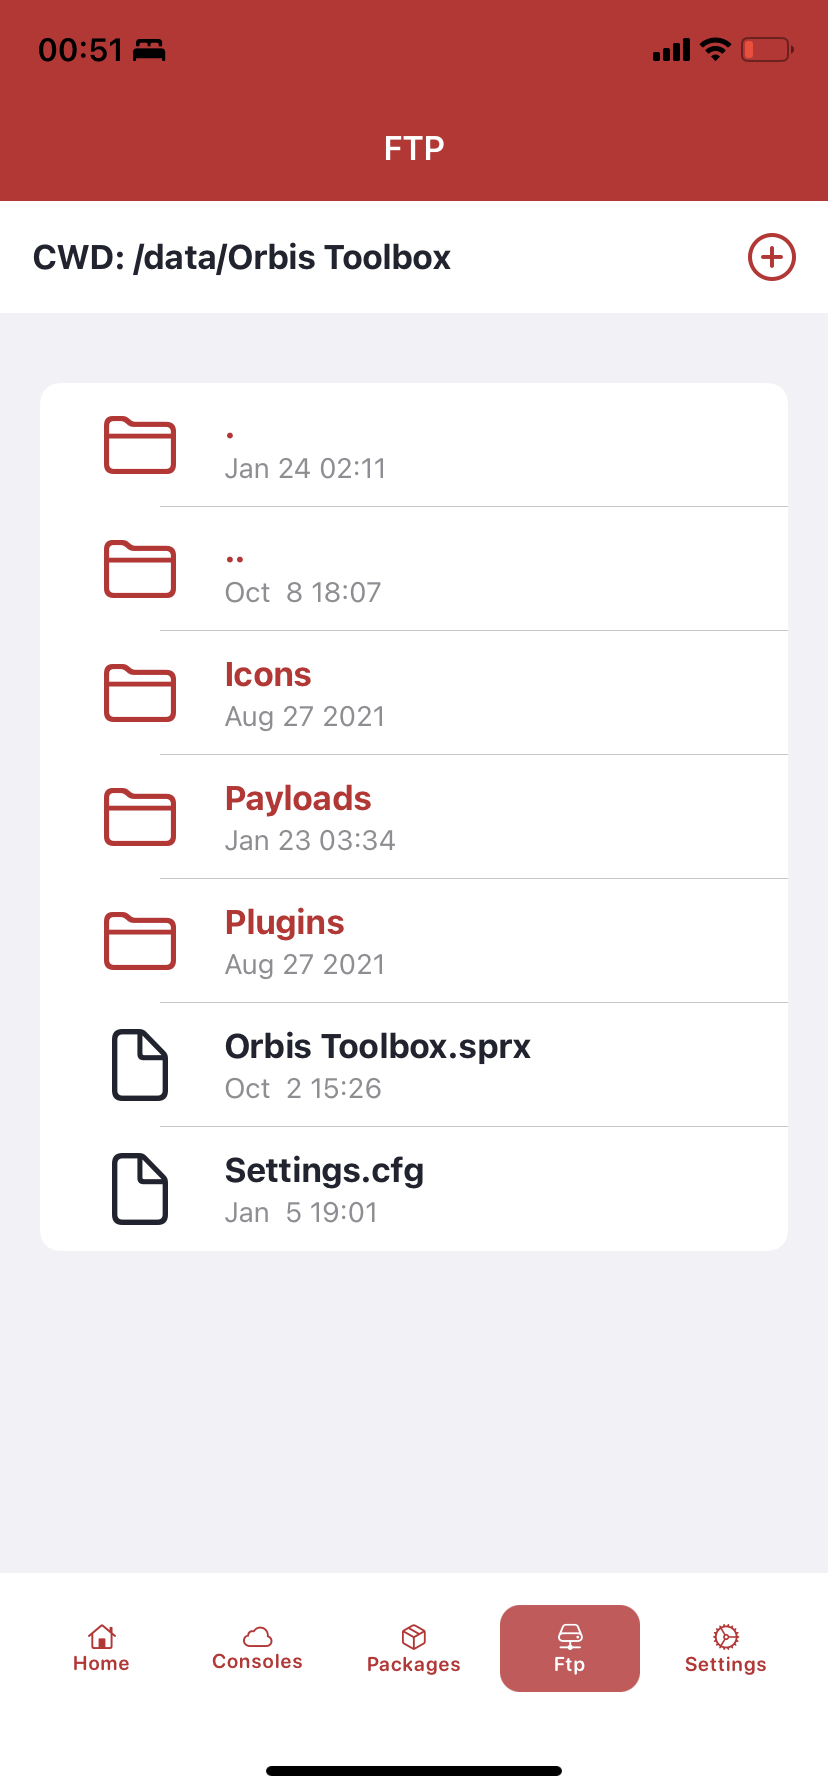 00:51
FTP
CWD: /data/Orbis Toolbox
.
Jan 24 02:11
..
Oct  8 18:07
Icons
Aug 27 2021
Payloads
Jan 23 03:34
Plugins
Aug 27 2021
Orbis Toolbox.sprx
Oct  2 15:26
Settings.cfg
Jan  5 19:01
Home
Consoles
Packages
Ftp
Settings